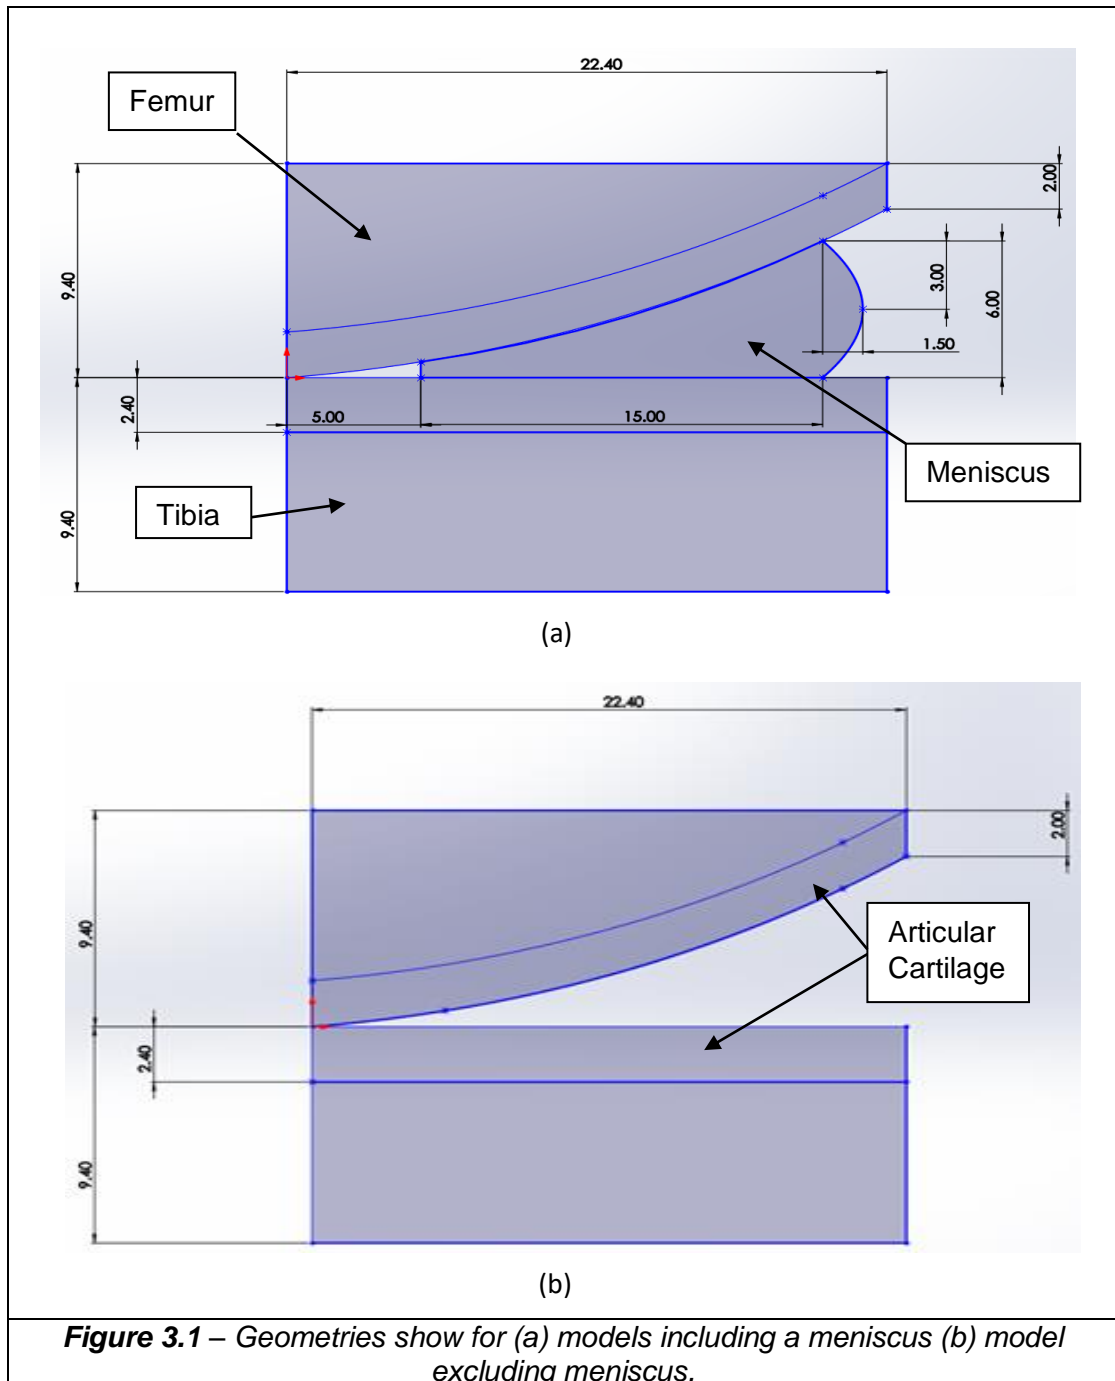 22.40
Femur
2.00
9.40
3.00
6.00
1.50
2.40
5.00
15.00
Meniscus
Tibia
9.40
(a)
22.40
2.00
9.40
Articular
Cartilage
2.40
9.40
(b)
Figure 3.1 – Geometries show for (a) models including a meniscus (b) model
excluding meniscus.